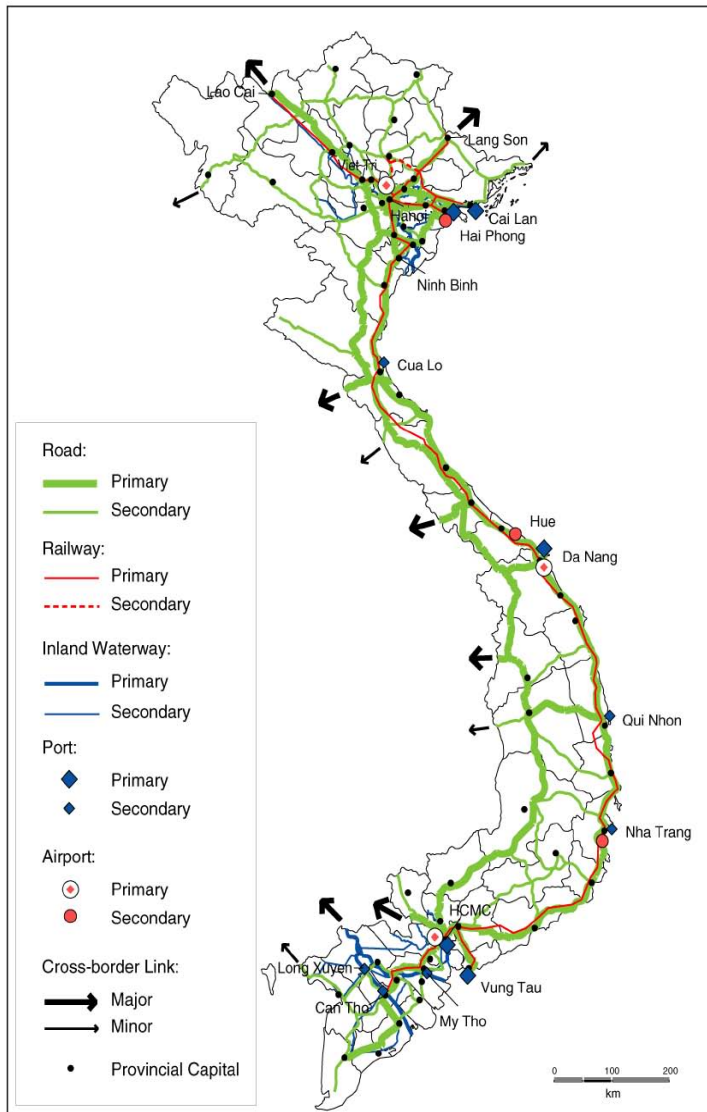 Lao Cai
Lang Son
Viet Tri
Hanoi
Cai Lan
Hai Phong
Ninh Binh
Cua Lo
Hue
Da Nang
Qui Nhon
Nha Trang
HCMC
Long Xuyen
Vung Tau
Can Tho
My Tho
Road:
Primary
Secondary
Railway:
Primary
Secondary
Inland Waterway:
Primary
Secondary
Port:
Primary
Secondary
Airport:
Primary
Secondary
Cross-border Link:
Major
Minor
Provincial Capital
0 100 200
km